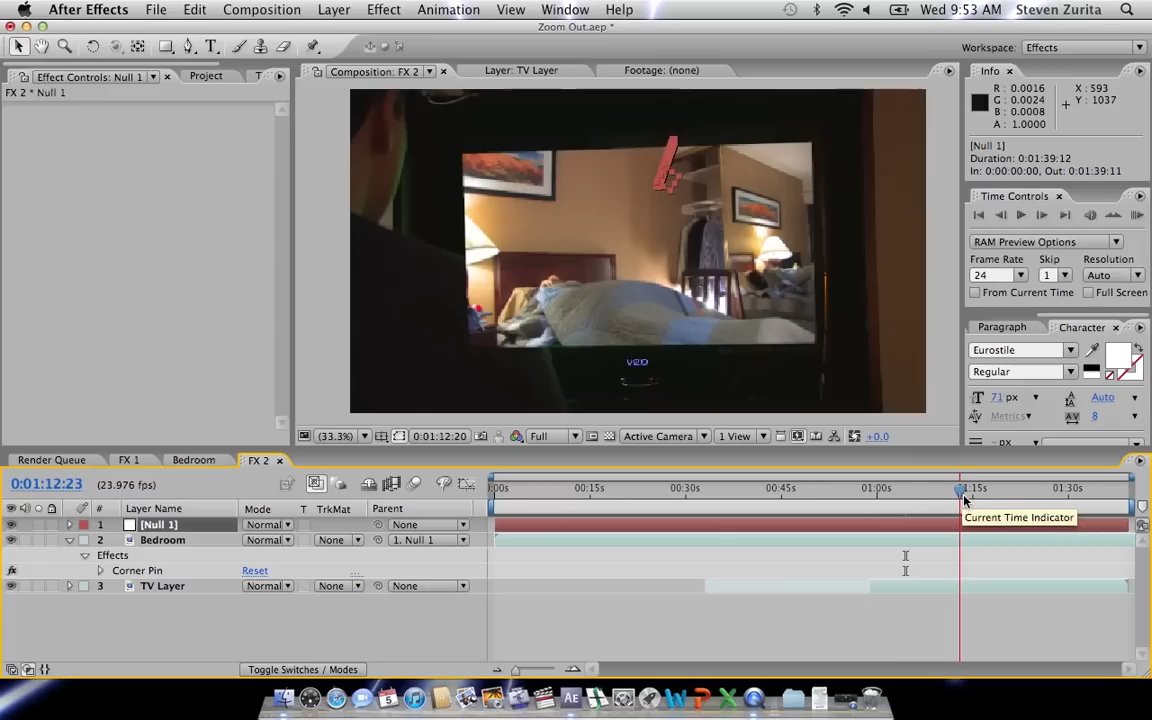 After Effects File Edit Composition Layer Effect Animation View Window Help Wed 9:53 AM Steven Zurita
Zoom Out.aep *
Workspace: Effects
Effect Controls: Null 1 Project T
Composition: FX 2 Layer: TV Layer Footage: (none)
Info
FX 2 * Null 1
R : 0.0016 X : 593
G : 0.0024 Y : 1037
B : 0.0008
A : 1.0000
[Null 1]
Duration: 0:01:39:12
In: 0:00:00:00, Out: 0:01:39:11
Time Controls
RAM Preview Options
Frame Rate Skip Resolution
24 1 Auto
From Current Time Full Screen
Paragraph Character
Eurostile
Regular
71 px Auto
Metrics 8
- px
(33.3%) 0:01:12:20 Full Active Camera 1 View +0.0
Render Queue FX 1 Bedroom FX 2
0:01:12:23 (23.976 fps)
:00s 00:15s 00:30s 00:45s 01:00s 01:15s 01:30s
# Layer Name Mode T TrkMat Parent
1 [Null 1] Normal None
Current Time Indicator
2 Bedroom Normal None 1. Null 1
Effects
fx Corner Pin Reset ...
3 TV Layer Normal None None
Toggle Switches / Modes